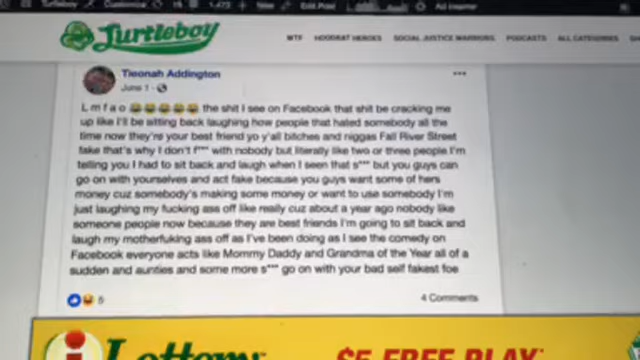 Edit Post
Turtleboy
WTF HOODRAT HEROES SOCIAL JUSTICE WARRIORS PODCASTS ALL CATEGORIES
Tieonah Addington
June 1 ·
L m f a o 😂😂😂😂😂 the shit I see on Facebook that shit be cracking me
up like I'll be sitting back laughing how people that hated somebody all the
time now they're your best friend yo y'all bitches and niggas Fall River Street
fake that's why I don't f*** with nobody but literally like two or three people I'm
telling you I had to sit back and laugh when I seen that s*** but you guys can
go on with yourselves and act fake because you guys want some of hers
money cuz somebody's making some money or want to use somebody I'm
just laughing my fucking ass off like really cuz about a year ago nobody like
someone people now because they are best friends I'm going to sit back and
laugh my motherfuking ass off as I've been doing as I see the comedy on
Facebook everyone acts like Mommy Daddy and Grandma of the Year all of a
sudden and aunties and some more s*** go on with your bad self fakest foe
5
4 Comments
Lottery
$5 FREE PLAY*